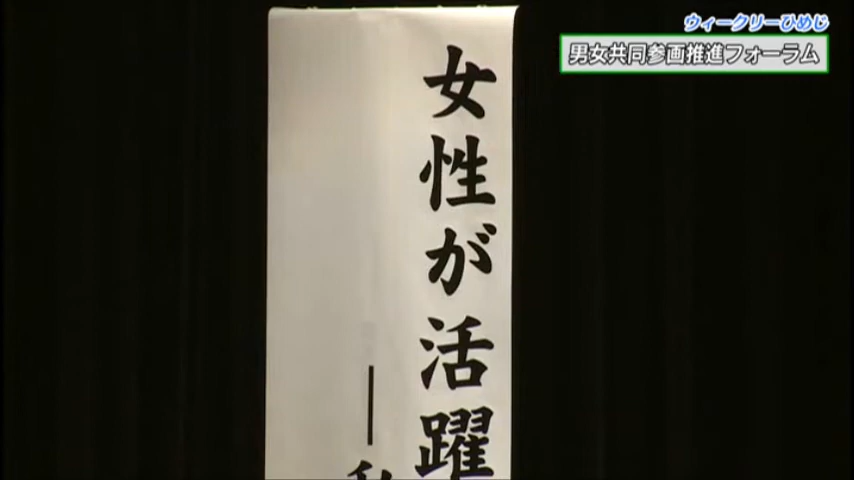 ウィークリーひめじ
男女共同参画推進フォーラム
女性が活躍
―